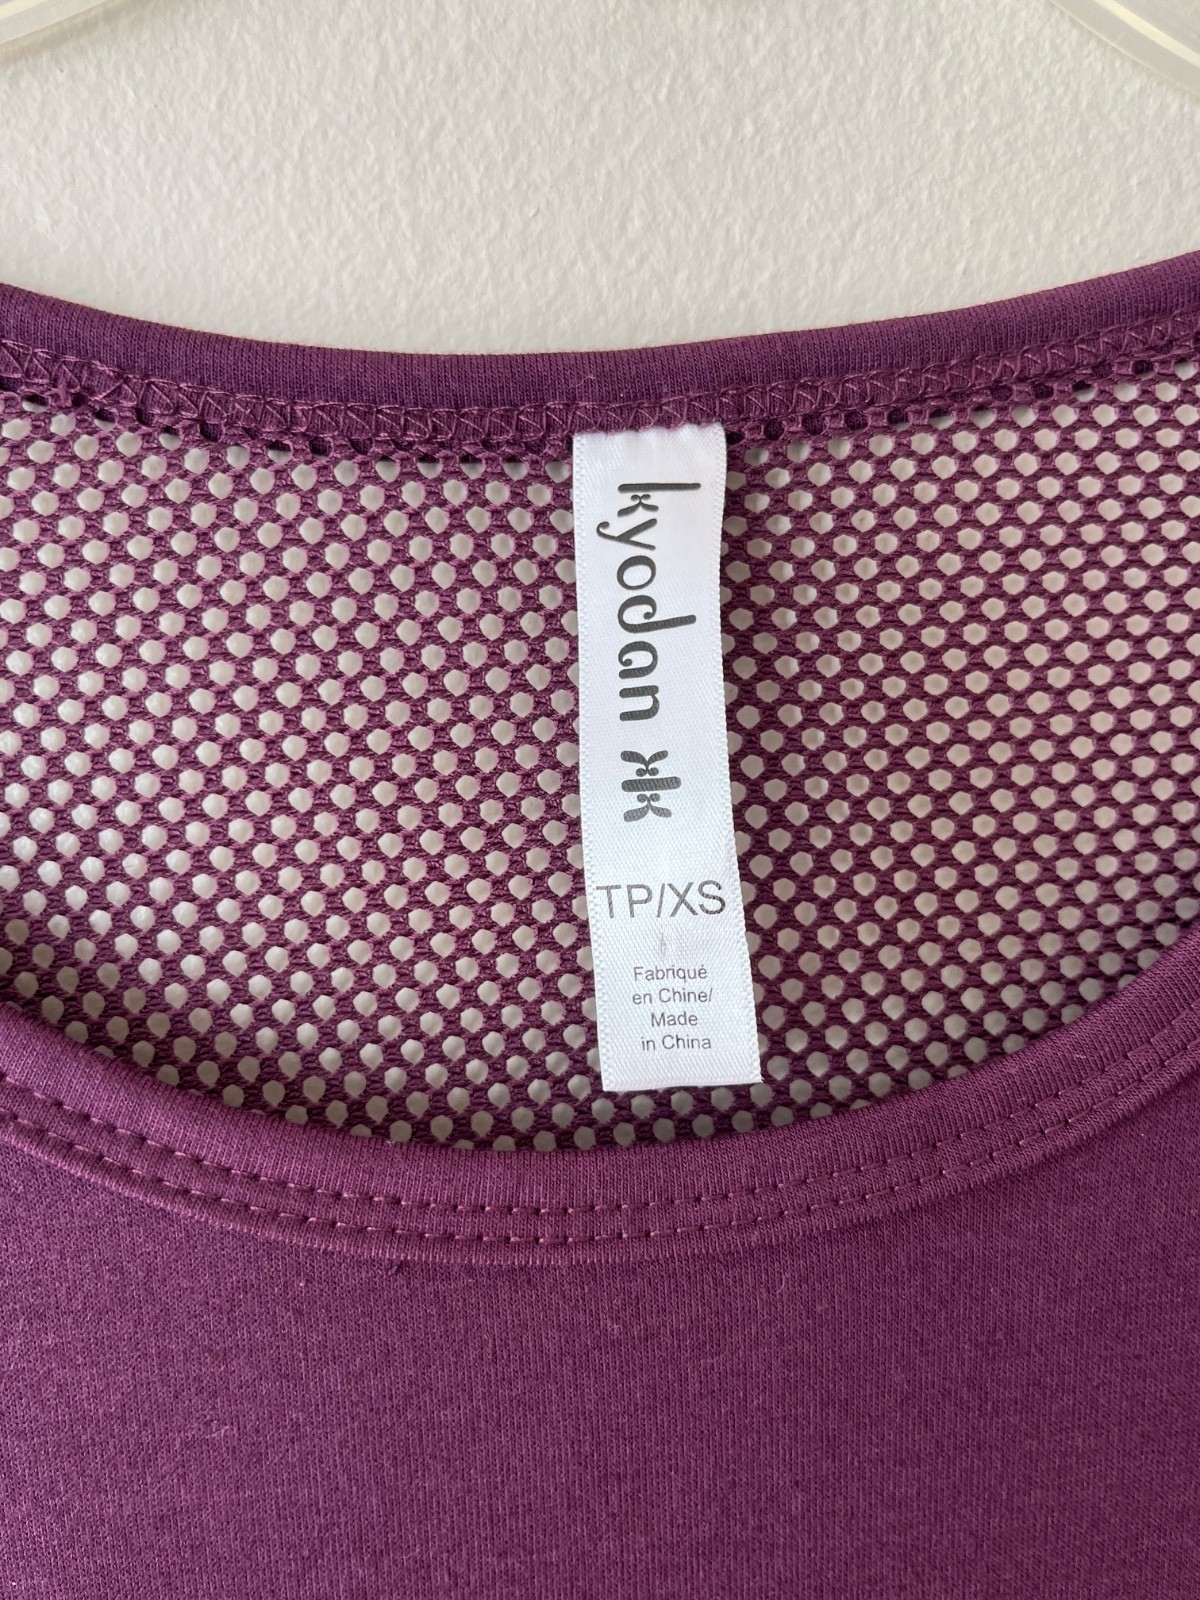 kyodan
TP/XS
Fabriqué
en Chine/
Made
in China